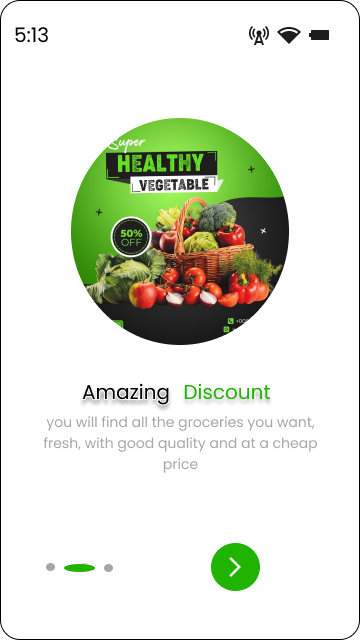 5:13
Super
HEALTHY
VEGETABLE
50%
OFF
Amazing Discount
you will find all the groceries you want,
fresh, with good quality and at a cheap
price